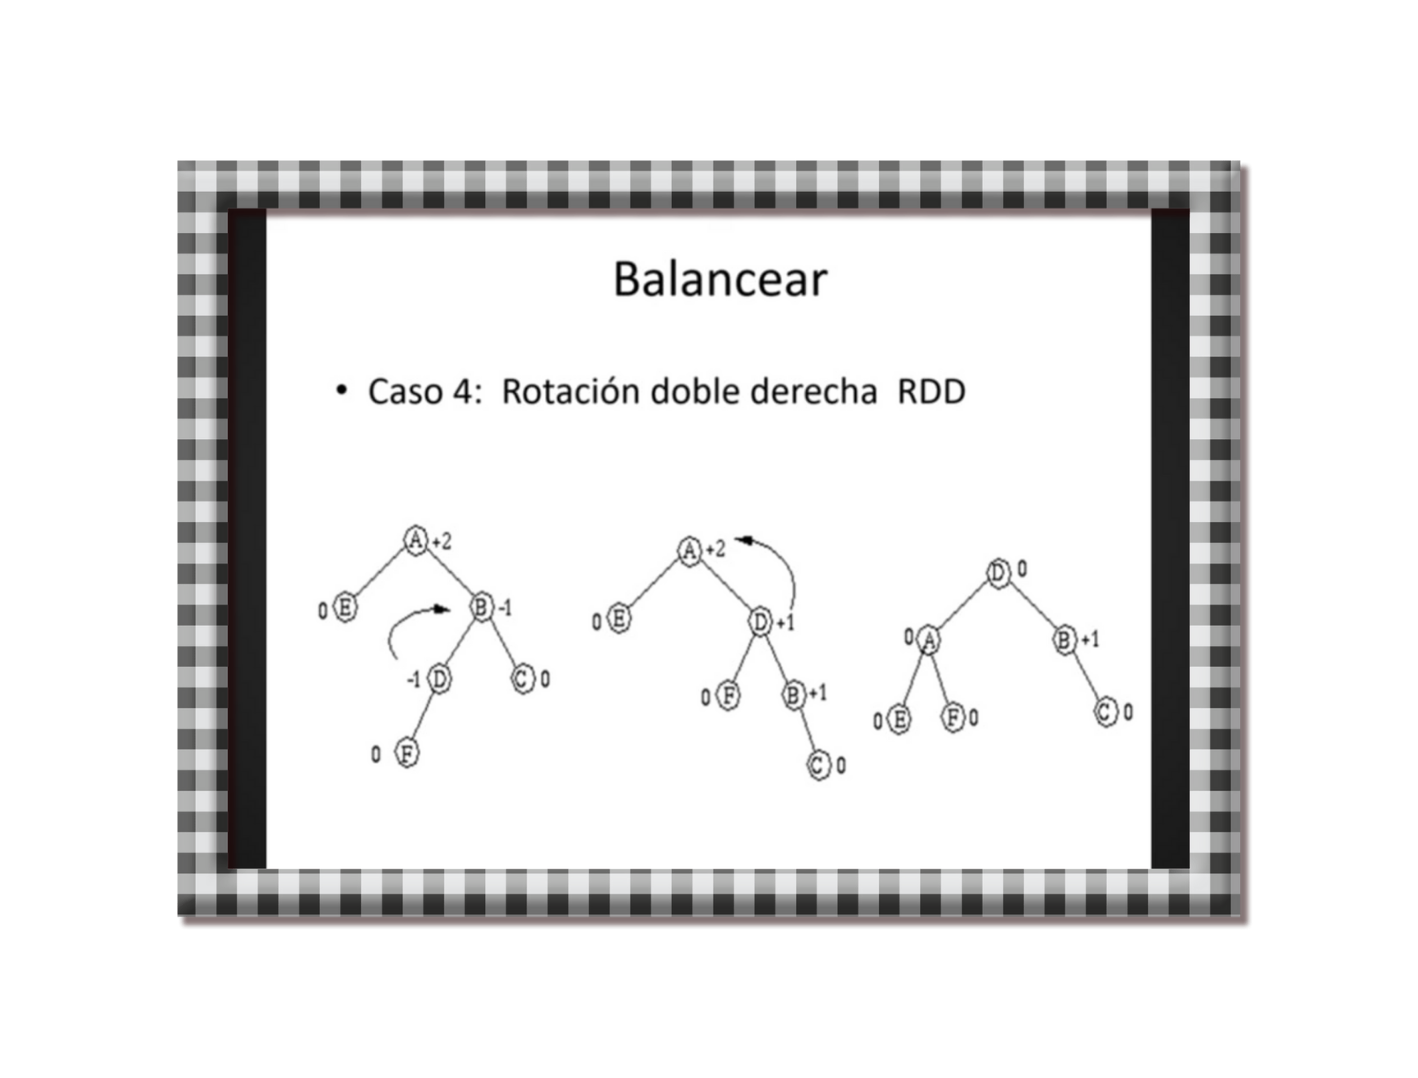 Balancear
• Caso 4: Rotación doble derecha RDD
A +2
0 E
B -1
-1 D
C 0
0 F
A +2
0 E
D +1
0 F
B +1
C 0
D 0
0 A
B +1
0 E
F 0
C 0